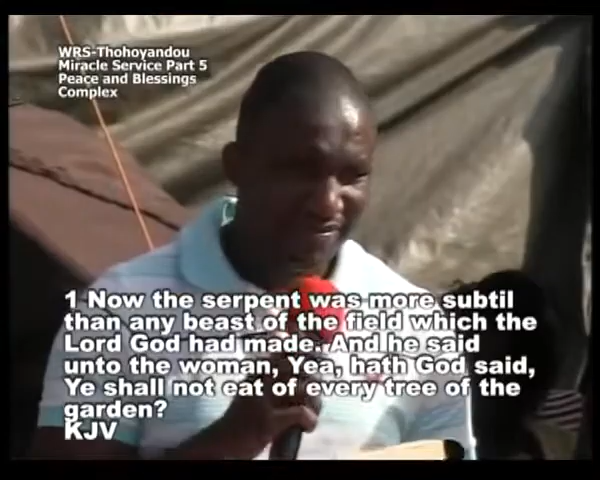 WRS-Thohoyandou
Miracle Service Part 5
Peace and Blessings
Complex
1 Now the serpent was more subtil
than any beast of the field which the
Lord God had made. And he said
unto the woman, Yea, hath God said,
Ye shall not eat of every tree of the
garden?
KJV